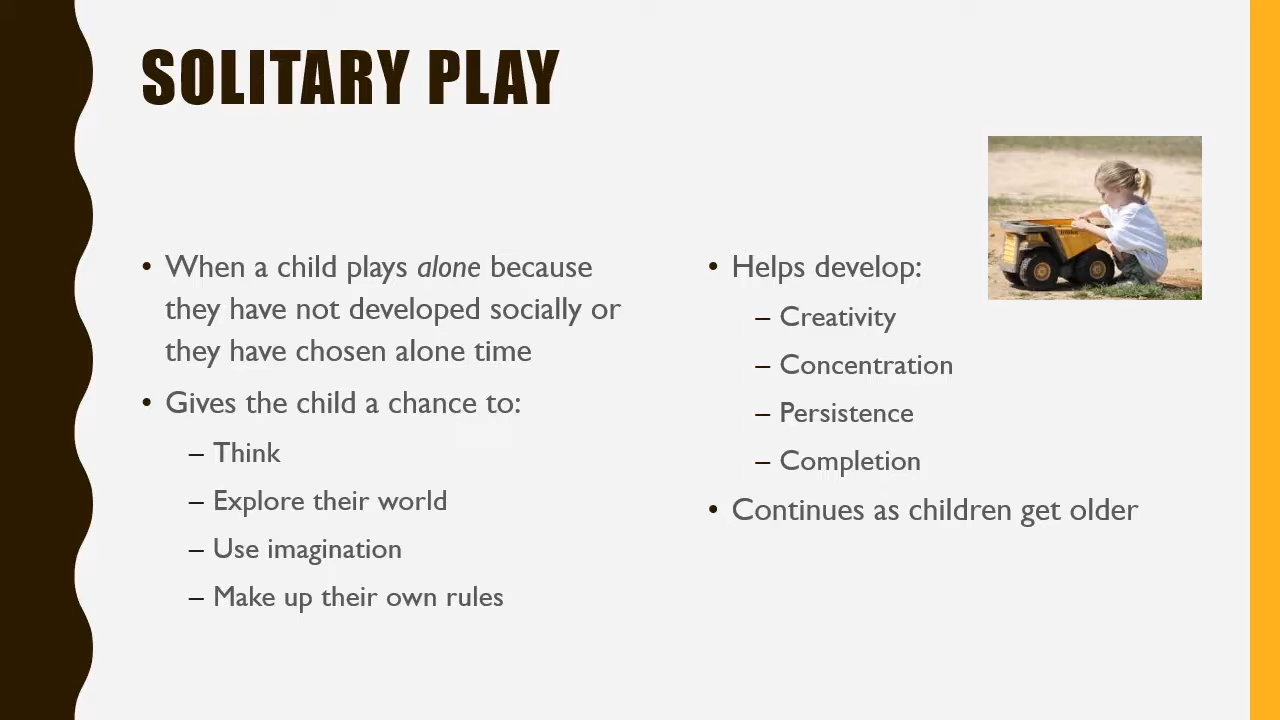 SOLITARY PLAY
• When a child plays alone because
they have not developed socially or
they have chosen alone time
• Gives the child a chance to:
– Think
– Explore their world
– Use imagination
– Make up their own rules
• Helps develop:
– Creativity
– Concentration
– Persistence
– Completion
• Continues as children get older